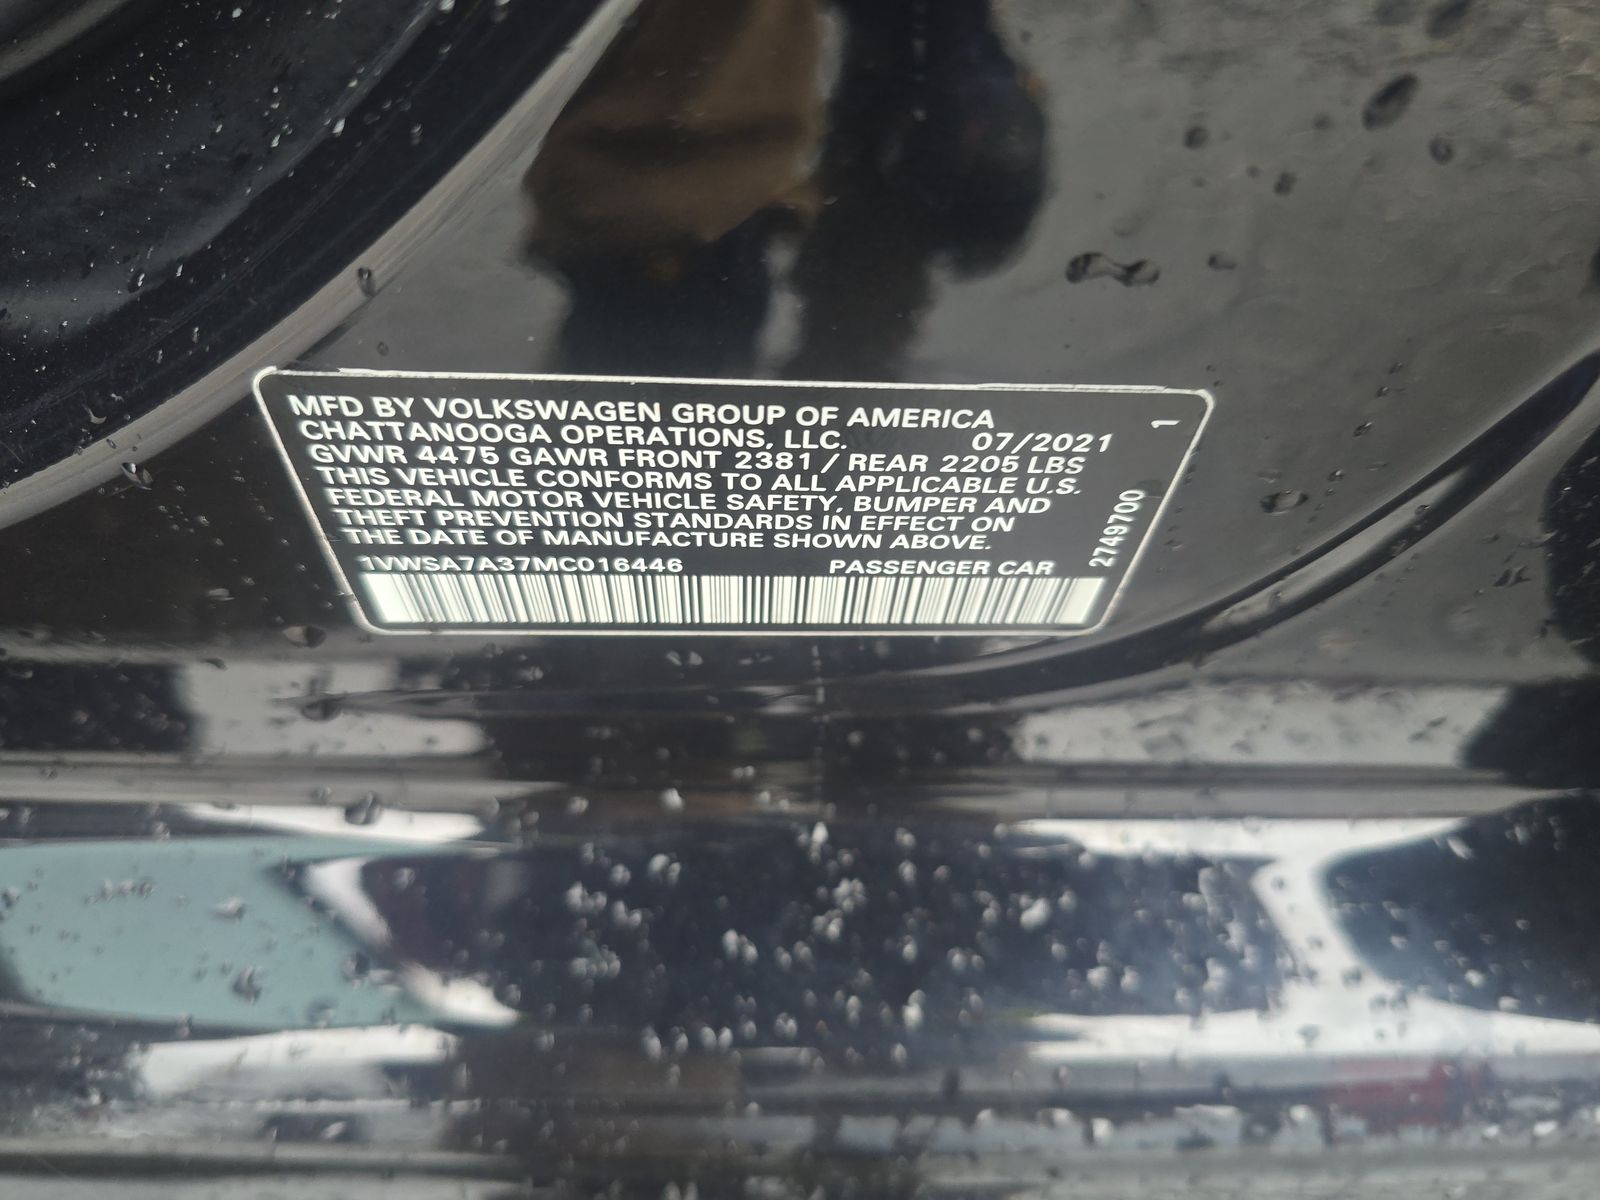 MFD BY VOLKSWAGEN GROUP OF AMERICA
CHATTANOOGA OPERATIONS, LLC. 07/2021
GVWR 4475 GAWR FRONT 2381 / REAR 2205 LBS
THIS VEHICLE CONFORMS TO ALL APPLICABLE U.S.
FEDERAL MOTOR VEHICLE SAFETY, BUMPER AND
THEFT PREVENTION STANDARDS IN EFFECT ON
THE DATE OF MANUFACTURE SHOWN ABOVE.
1VWSA7A37MC016446 PASSENGER CAR
2749700
1